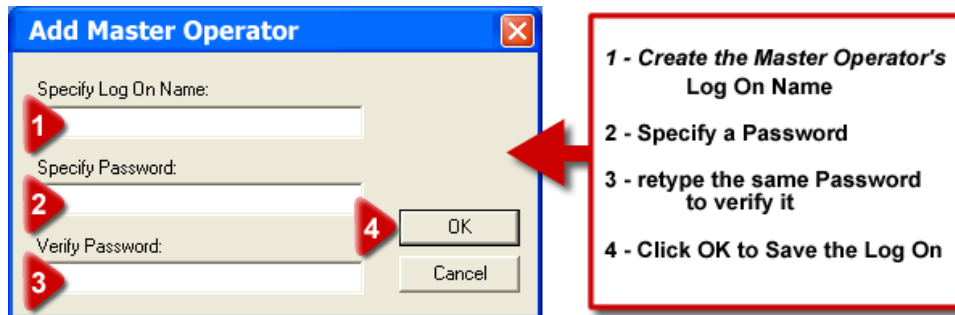 Add Master Operator
Specify Log On Name:
1
Specify Password:
2
Verify Password:
3
4
OK
Cancel
1 - Create the Master Operator's
Log On Name
2 - Specify a Password
3 - retype the same Password
to verify it
4 - Click OK to Save the Log On